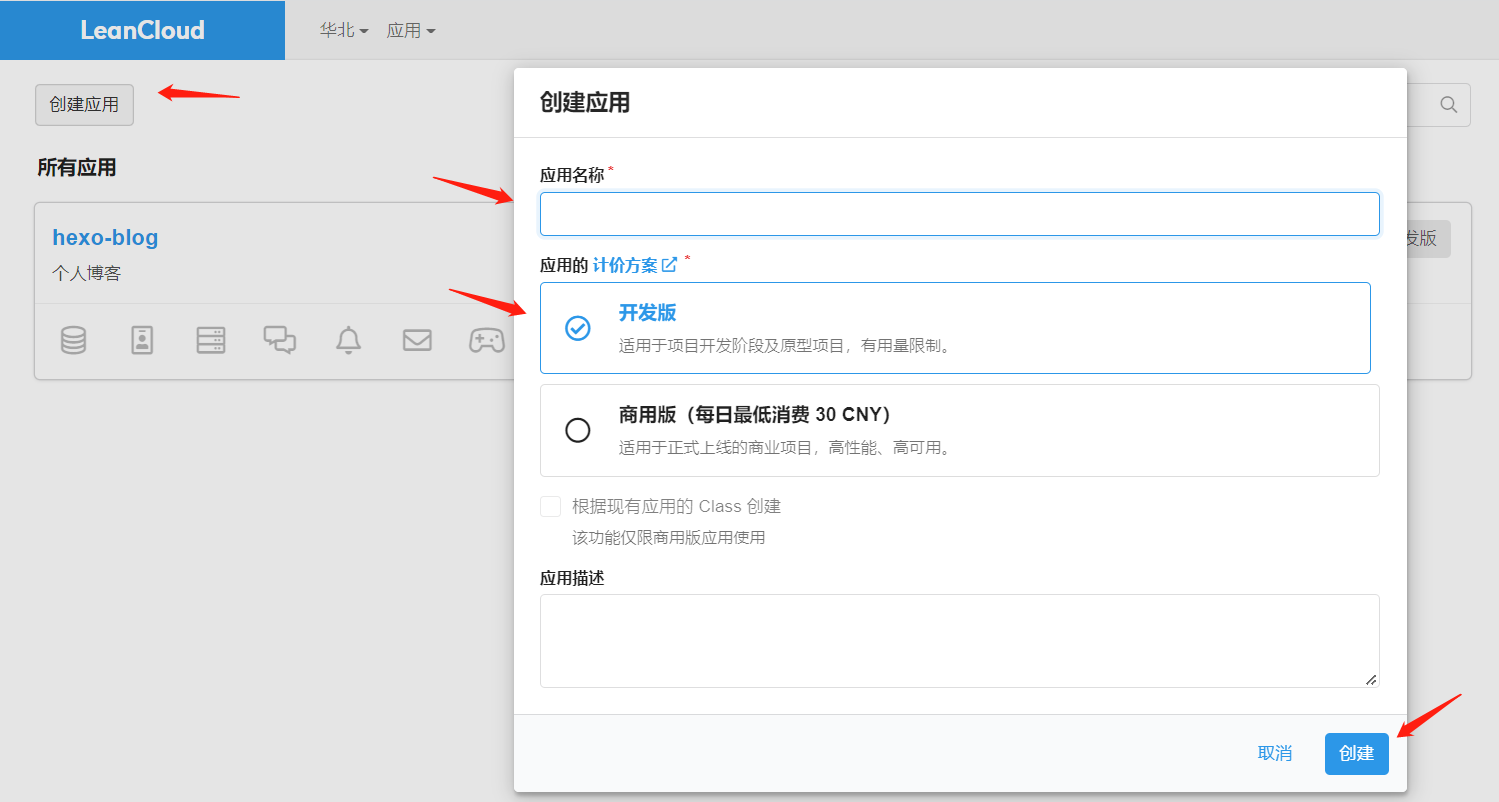 LeanCloud
华北
应用
创建应用
所有应用
hexo-blog
个人博客
发版
创建应用
应用名称 *
应用的 计价方案 *
开发版
适用于项目开发阶段及原型项目，有用量限制。
商用版（每日最低消费 30 CNY）
适用于正式上线的商业项目，高性能、高可用。
根据现有应用的 Class 创建
该功能仅限商用版应用使用
应用描述
取消
创建